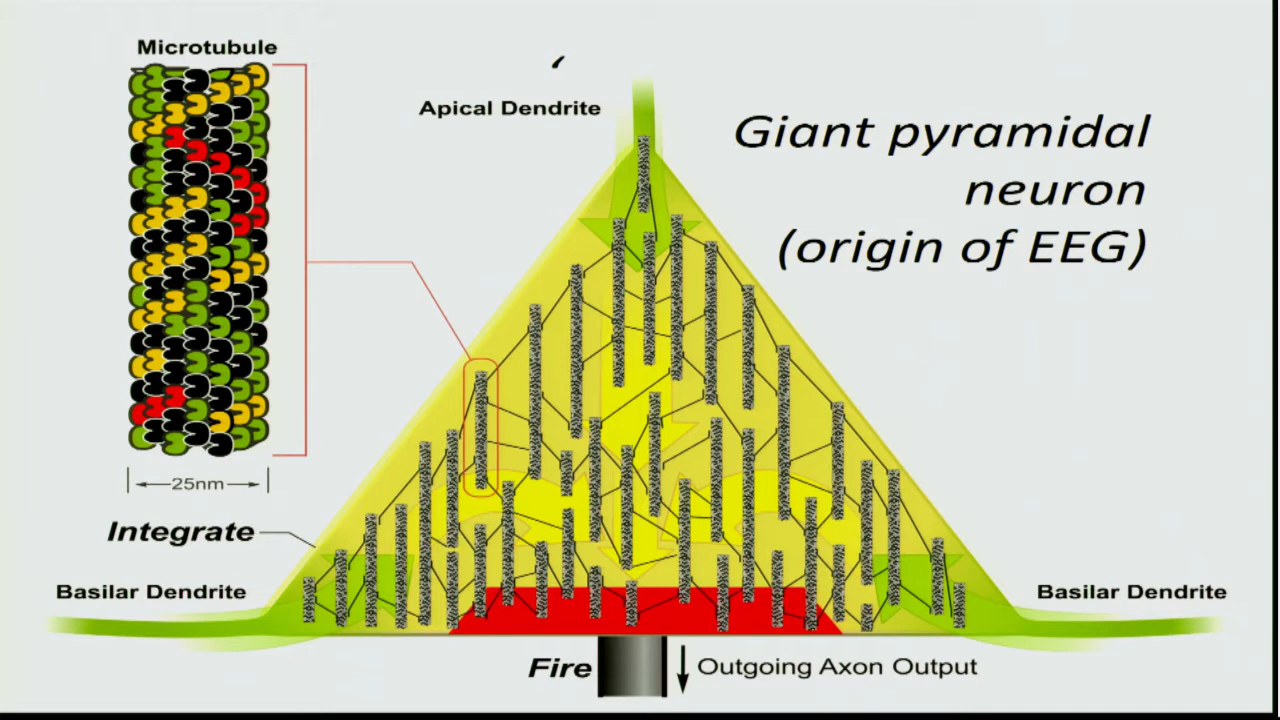 Microtubule
Apical Dendrite
Giant pyramidal
neuron
(origin of EEG)
25nm
Integrate
Basilar Dendrite
Basilar Dendrite
Fire
Outgoing Axon Output